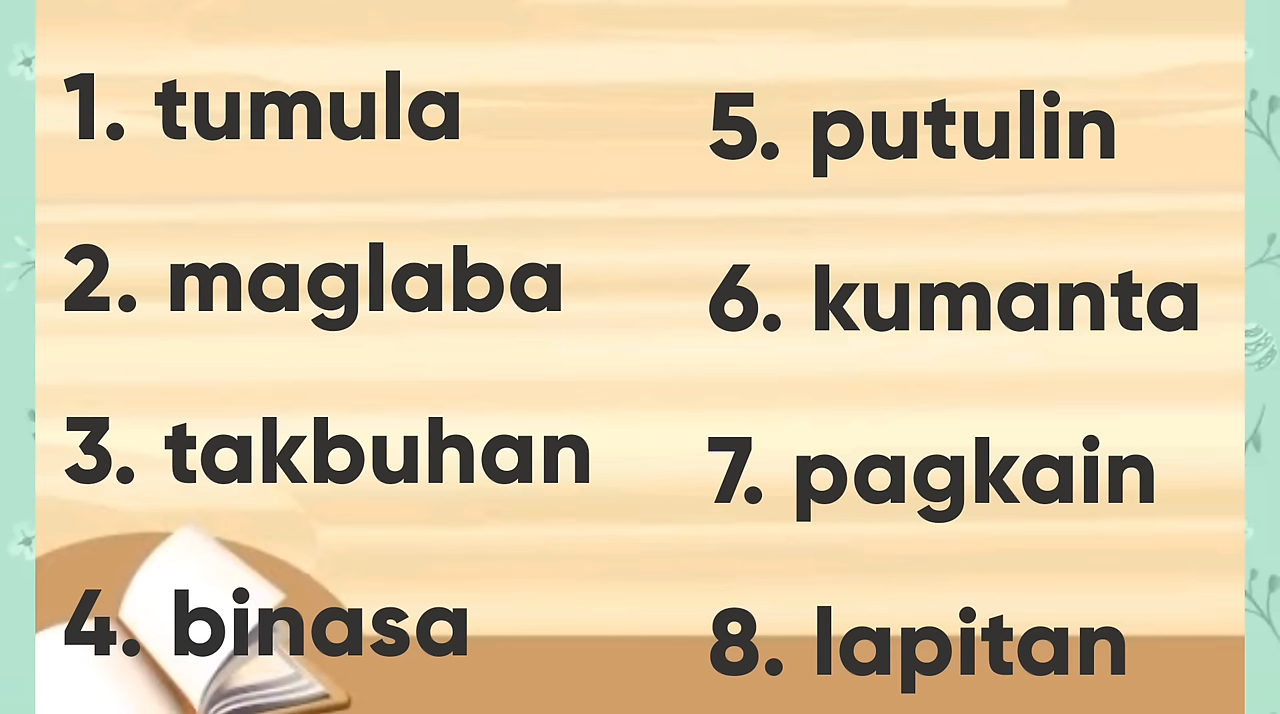 1. tumula
2. maglaba
3. takbuhan
4. binasa
5. putulin
6. kumanta
7. pagkain
8. lapitan